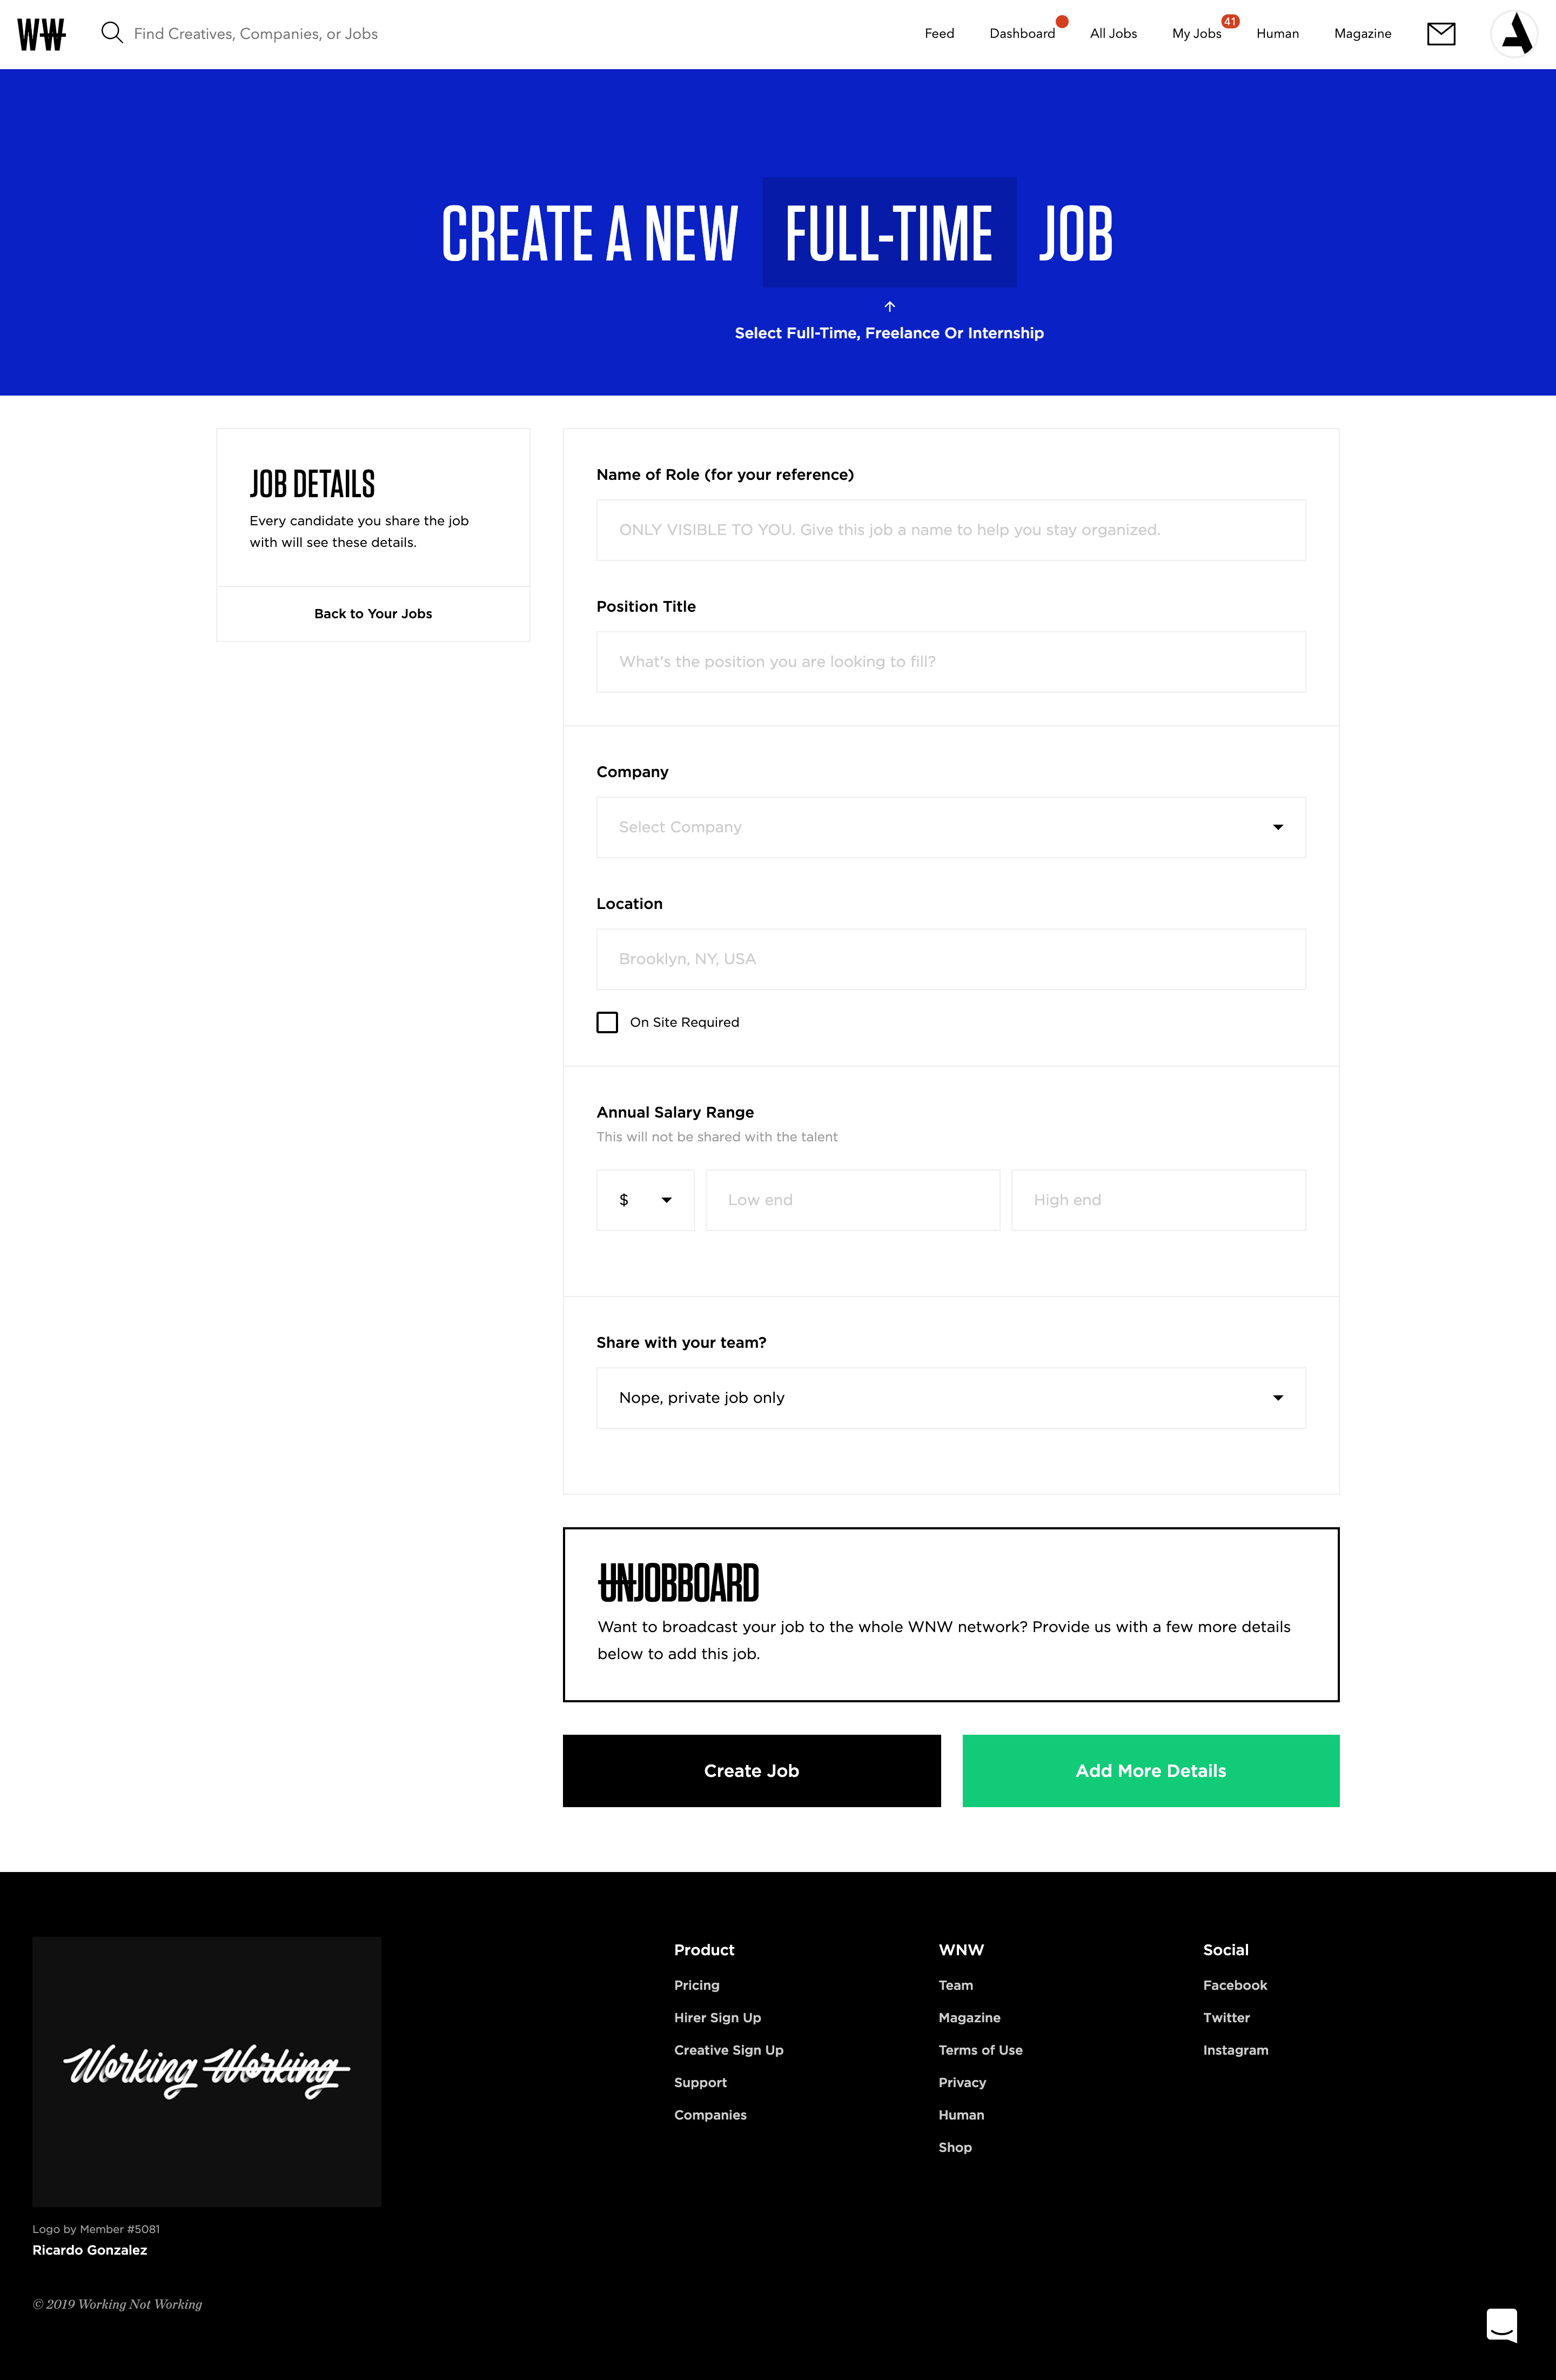 WW
Find Creatives, Companies, or Jobs
Feed
Dashboard
All Jobs
My Jobs
41
Human
Magazine
CREATE A NEW FULL-TIME JOB
Select Full-Time, Freelance Or Internship
JOB DETAILS
Every candidate you share the job
with will see these details.
Back to Your Jobs
Name of Role (for your reference)
ONLY VISIBLE TO YOU. Give this job a name to help you stay organized.
Position Title
What's the position you are looking to fill?
Company
Select Company
Location
Brooklyn, NY, USA
On Site Required
Annual Salary Range
This will not be shared with the talent
$
Low end
High end
Share with your team?
Nope, private job only
UNJOBBOARD
Want to broadcast your job to the whole WNW network? Provide us with a few more details
below to add this job.
Create Job
Add More Details
Working Working
Logo by Member #5081
Ricardo Gonzalez
© 2019 Working Not Working
Product
Pricing
Hirer Sign Up
Creative Sign Up
Support
Companies
WNW
Team
Magazine
Terms of Use
Privacy
Human
Shop
Social
Facebook
Twitter
Instagram